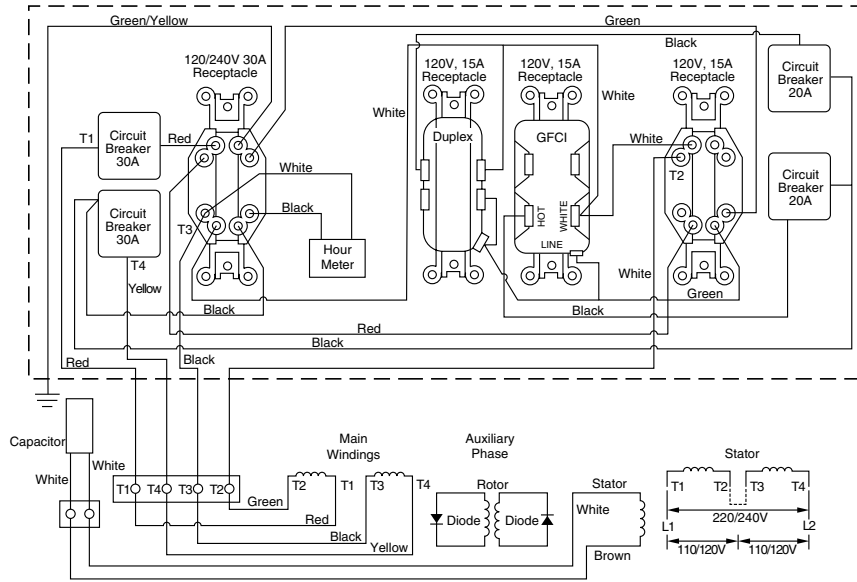 Green/Yellow
Green
Black
120/240V 30A
Receptacle
120V, 15A
Receptacle
120V, 15A
Receptacle
120V, 15A
Receptacle
Circuit
Breaker
20A
White
White
T1
Circuit
Breaker
30A
Red
Duplex
GFCI
White
White
T2
Circuit
Breaker
20A
Circuit
Breaker
30A
T3
Black
HOT
WHITE
LINE
Hour
Meter
T4
Yellow
White
Green
Black
Black
Red
Black
Red
Black
Capacitor
White
White
Main
Windings
Auxiliary
Phase
Stator
T1
T4
T3
T2
T2
T1
T3
T4
Rotor
Stator
T1
T2
T3
T4
Green
Red
Diode
Diode
White
L1
220/240V
L2
Black
Yellow
Brown
110/120V
110/120V